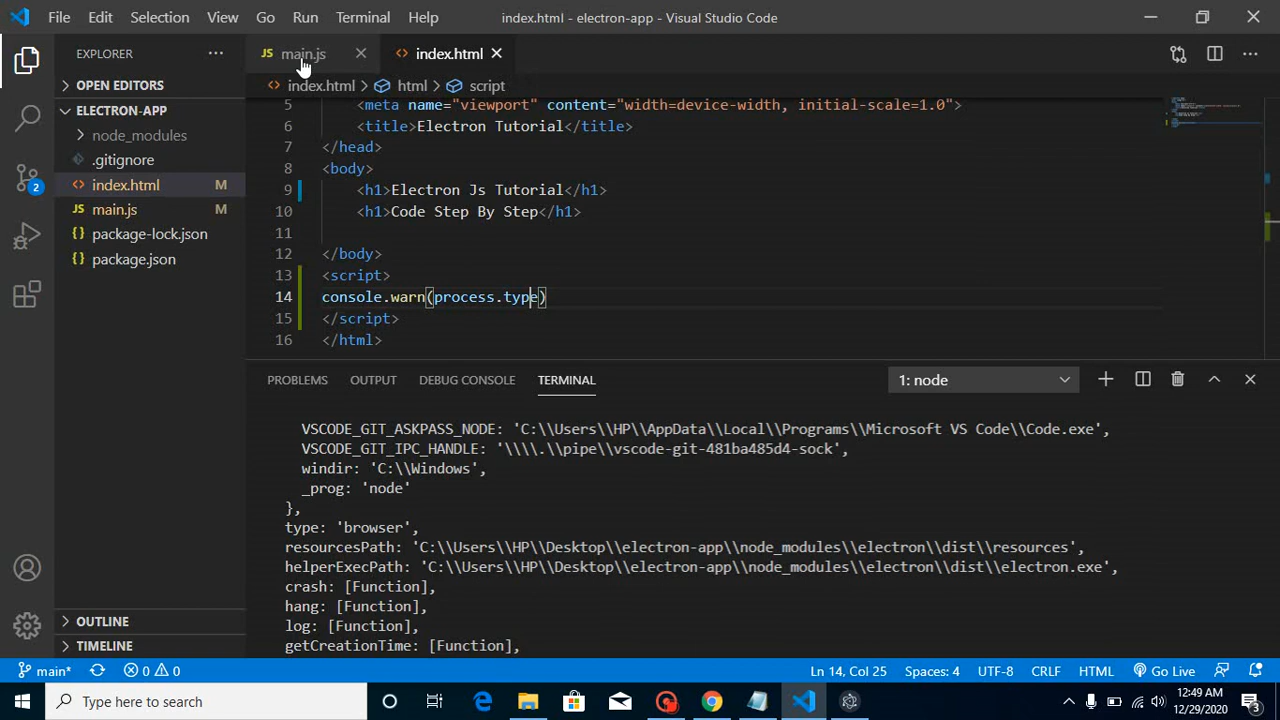 File Edit Selection View Go Run Terminal Help index.html - electron-app - Visual Studio Code
EXPLORER
main.js
index.html
OPEN EDITORS
index.html > html > script
ELECTRON-APP
node_modules
.gitignore
index.html M
main.js M
package-lock.json
package.json
OUTLINE
TIMELINE
5 <meta name="viewport" content="width=device-width, initial-scale=1.0">
6 <title>Electron Tutorial</title>
7 </head>
8 <body>
9 <h1>Electron Js Tutorial</h1>
10 <h1>Code Step By Step</h1>
11
12 </body>
13 <script>
14 console.warn(process.type)
15 </script>
16 </html>
PROBLEMS OUTPUT DEBUG CONSOLE TERMINAL 1: node
VSCODE_GIT_ASKPASS_NODE: 'C:\\Users\\HP\\AppData\\Local\\Programs\\Microsoft VS Code\\Code.exe',
VSCODE_GIT_IPC_HANDLE: '\\\\.\\pipe\\vscode-git-481ba485d4-sock',
windir: 'C:\\Windows',
_prog: 'node'
},
type: 'browser',
resourcesPath: 'C:\\Users\\HP\\Desktop\\electron-app\\node_modules\\electron\\dist\\resources',
helperExecPath: 'C:\\Users\\HP\\Desktop\\electron-app\\node_modules\\electron\\dist\\electron.exe',
crash: [Function],
hang: [Function],
log: [Function],
getCreationTime: [Function],
2
main* 0 0 Ln 14, Col 25 Spaces: 4 UTF-8 CRLF HTML Go Live
Type here to search
12:49 AM
12/29/2020
3